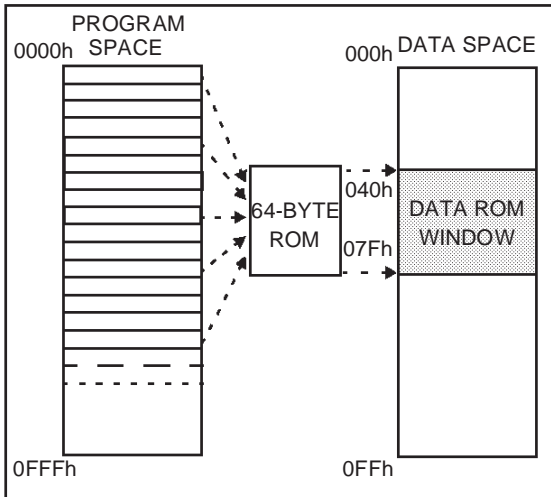 PROGRAM
SPACE
0000h
000h
DATA SPACE
64-BYTE
ROM
040h
07Fh
DATA ROM
WINDOW
0FFFh
0FFh